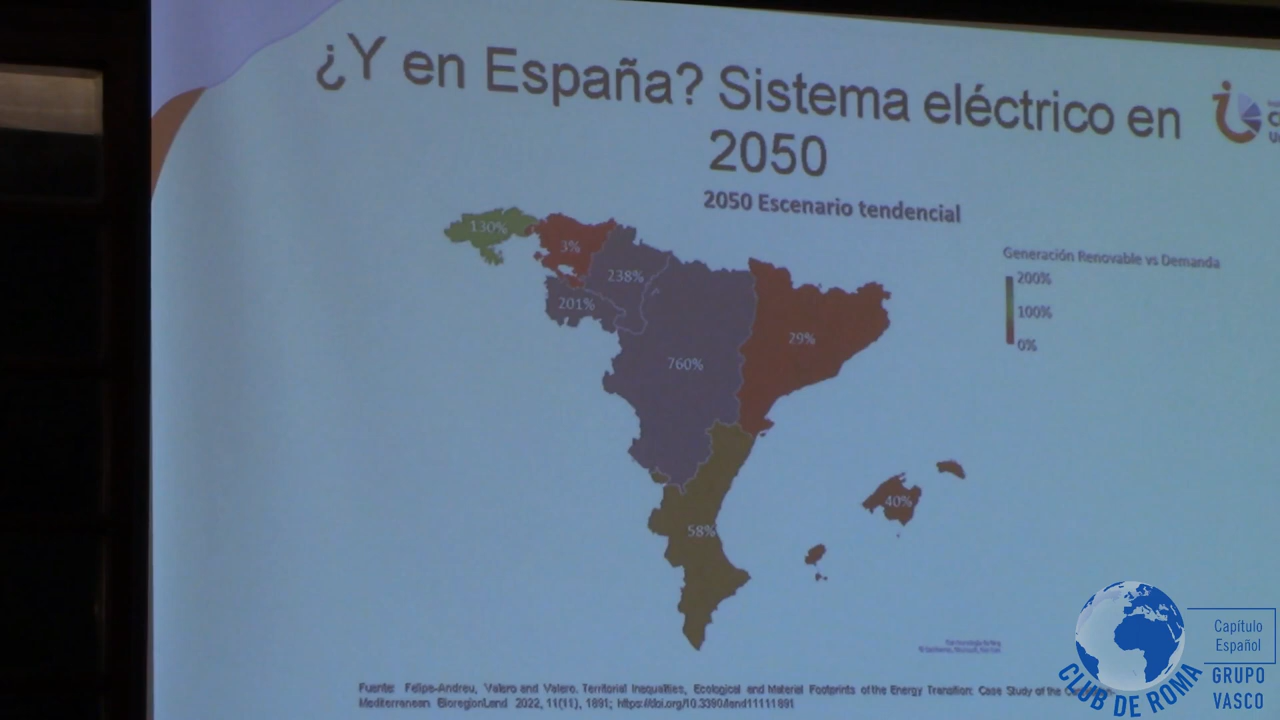 ¿Y en España? Sistema eléctrico en
2050
2050 Escenario tendencial
Generación Renovable vs Demanda
200%
100%
0%
130%
3%
238%
201%
760%
29%
58%
40%
Fuente: Felipe-Andreu, Valero and Valero. Territorial Inequalities, Ecological and Material Footprints of the Energy Transition: Case Study of the
Mediterranean Bioregion Land 2022, 11(11), 1891; https://doi.org/10.3390/land11111891
CLUB DE ROMA
Capítulo
Español
GRUPO
VASCO